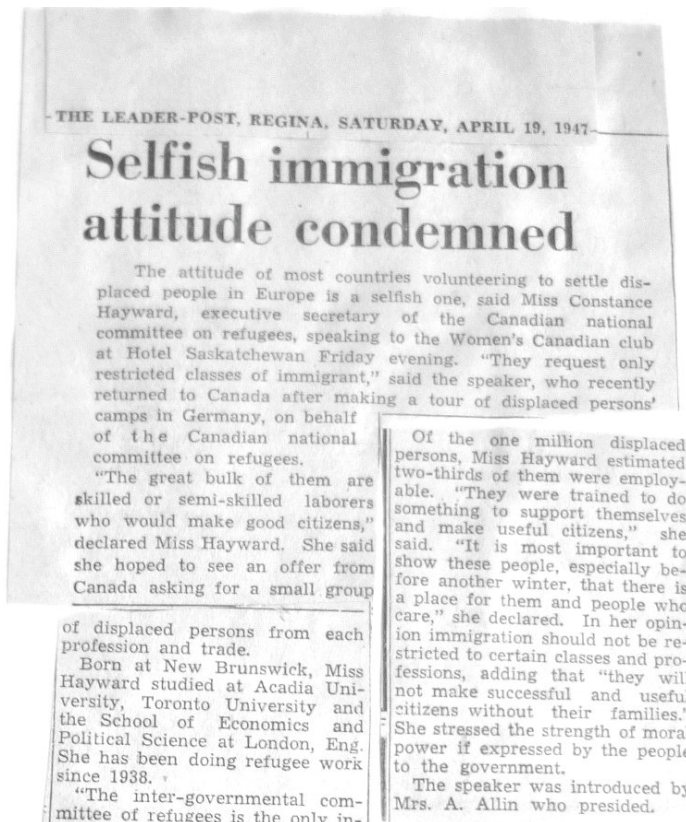 THE LEADER-POST, REGINA, SATURDAY, APRIL 19, 1947
Selfish immigration
attitude condemned
The attitude of most countries volunteering to settle dis-
placed people in Europe is a selfish one, said Miss Constance
Hayward, executive secretary of the Canadian national
committee on refugees, speaking to the Women's Canadian club
at Hotel Saskatchewan Friday evening. "They request only
restricted classes of immigrant," said the speaker, who recently
returned to Canada after making a tour of displaced persons'
camps in Germany, on behalf
of the Canadian national
committee on refugees.
"The great bulk of them are
skilled or semi-skilled laborers
who would make good citizens,"
declared Miss Hayward. She said
she hoped to see an offer from
Canada asking for a small group
of displaced persons from each
profession and trade.
Born at New Brunswick, Miss
Hayward studied at Acadia Uni-
versity, Toronto University and
the School of Economics and
Political Science at London, Eng.
She has been doing refugee work
since 1938.
"The inter-governmental com-
mittee of refugees is the only in-
Of the one million displaced
persons, Miss Hayward estimated
two-thirds of them were employ-
able. "They were trained to do
something to support themselves
and make useful citizens," she
said. "It is most important to
show these people, especially be-
fore another winter, that there is
a place for them and people who
care," she declared. In her opin-
ion immigration should not be re-
stricted to certain classes and pro-
fessions, adding that "they wil
not make successful and usefu
citizens without their families."
She stressed the strength of mora
power if expressed by the people
to the government.
The speaker was introduced by
Mrs. A. Allin who presided.